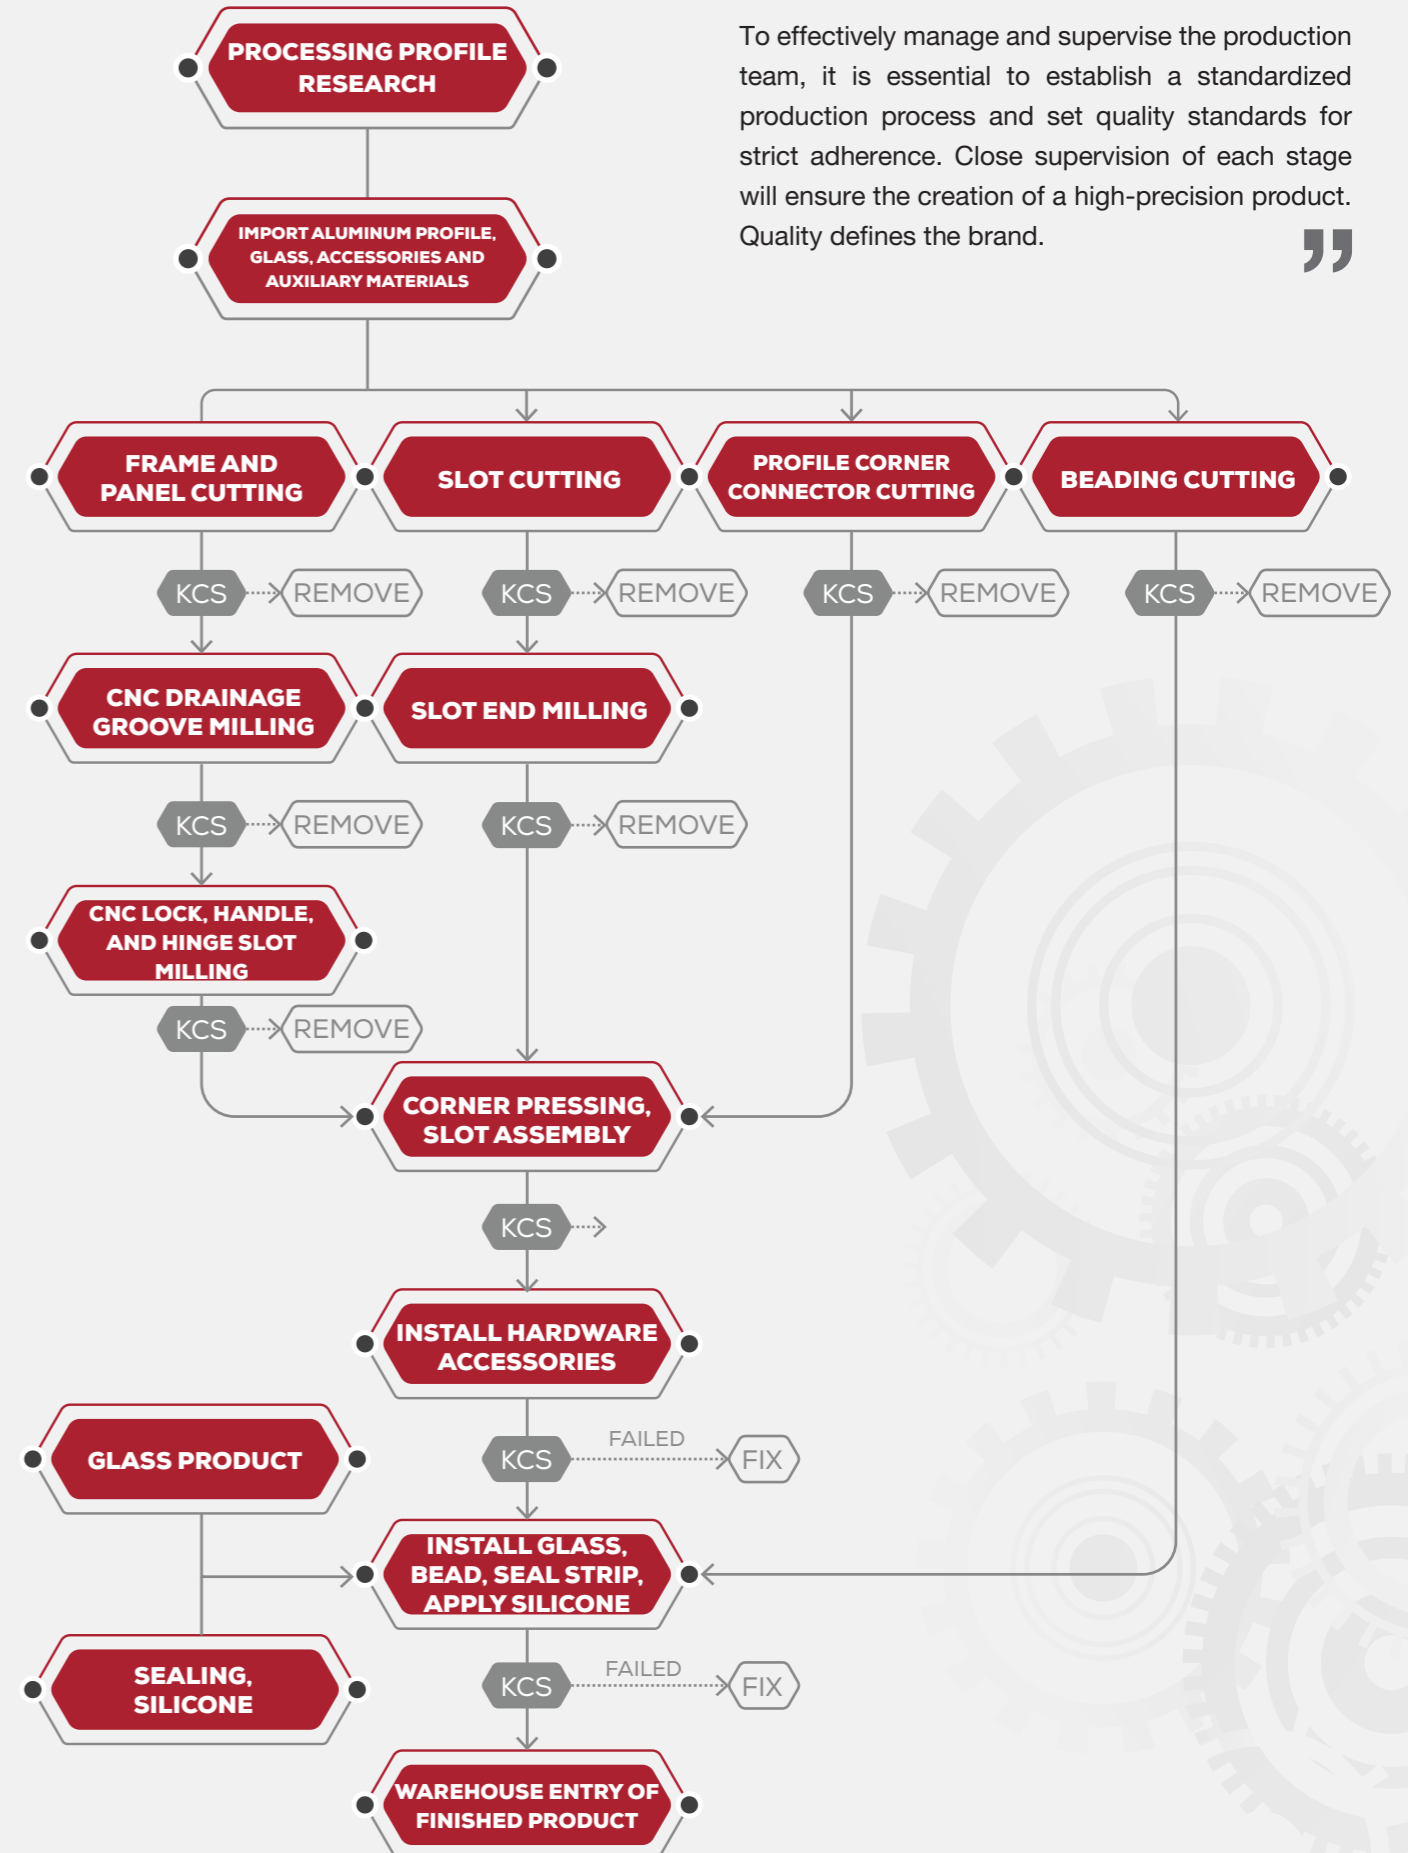 PROCESSING PROFILE
RESEARCH
To effectively manage and supervise the production
team, it is essential to establish a standardized
production process and set quality standards for
strict adherence. Close supervision of each stage
will ensure the creation of a high-precision product.
Quality defines the brand.
”
IMPORT ALUMINUM PROFILE,
GLASS, ACCESSORIES AND
AUXILIARY MATERIALS
FRAME AND
PANEL CUTTING
SLOT CUTTING
PROFILE CORNER
CONNECTOR CUTTING
BEADING CUTTING
KCS
REMOVE
KCS
REMOVE
KCS
REMOVE
KCS
REMOVE
CNC DRAINAGE
GROOVE MILLING
SLOT END MILLING
KCS
REMOVE
KCS
REMOVE
CNC LOCK, HANDLE,
AND HINGE SLOT
MILLING
KCS
REMOVE
CORNER PRESSING,
SLOT ASSEMBLY
KCS
INSTALL HARDWARE
ACCESSORIES
GLASS PRODUCT
KCS
FAILED
FIX
INSTALL GLASS,
BEAD, SEAL STRIP,
APPLY SILICONE
SEALING,
SILICONE
KCS
FAILED
FIX
WAREHOUSE ENTRY OF
FINISHED PRODUCT